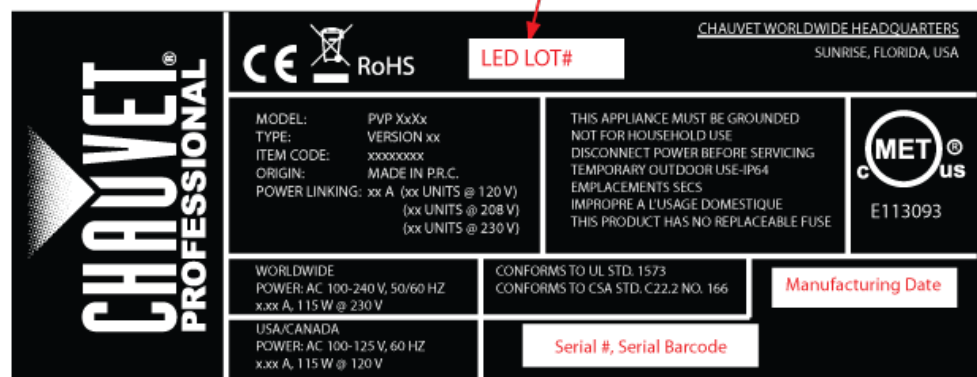 CHAUVET®
PROFESSIONAL
CE RoHS
LED LOT#
CHAUVET WORLDWIDE HEADQUARTERS
SUNRISE, FLORIDA, USA
MODEL: PVP XxXx
TYPE: VERSION xx
ITEM CODE: xxxxxxxx
ORIGIN: MADE IN P.R.C.
POWER LINKING: xx A (xx UNITS @ 120 V)
(xx UNITS @ 208 V)
(xx UNITS @ 230 V)
THIS APPLIANCE MUST BE GROUNDED
NOT FOR HOUSEHOLD USE
DISCONNECT POWER BEFORE SERVICING
TEMPORARY OUTDOOR USE-IP64
EMPLACEMENTS SECS
IMPROPRE A L'USAGE DOMESTIQUE
THIS PRODUCT HAS NO REPLACEABLE FUSE
c MET ® us
E113093
WORLDWIDE
POWER: AC 100-240 V, 50/60 HZ
x.xx A, 115 W @ 230 V
CONFORMS TO UL STD. 1573
CONFORMS TO CSA STD. C22.2 NO. 166
Manufacturing Date
USA/CANADA
POWER: AC 100-125 V, 60 HZ
x.xx A, 115 W @ 120 V
Serial #, Serial Barcode